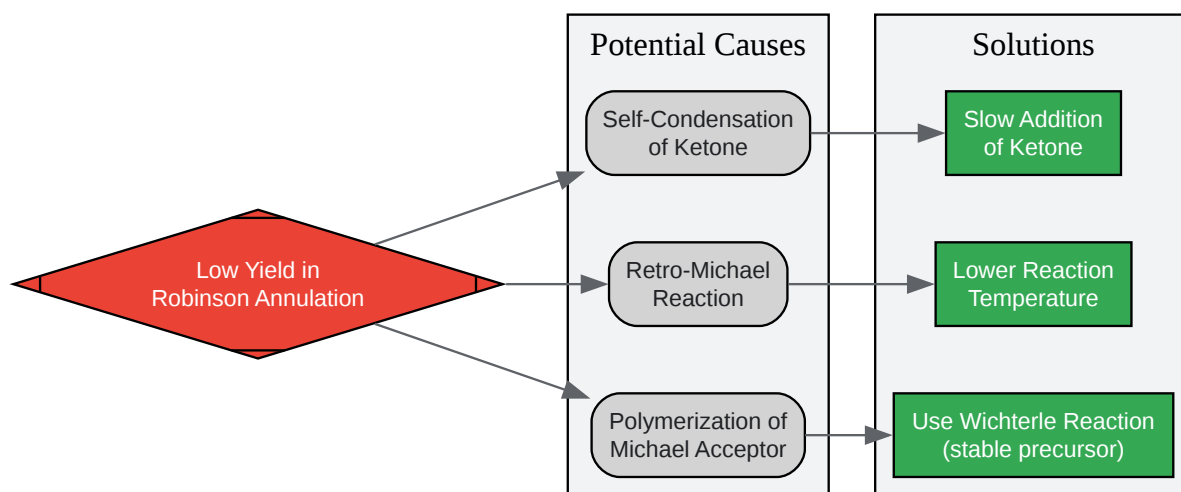 Potential Causes
Solutions
Self-Condensation
of Ketone
Slow Addition
of Ketone
Low Yield in
Robinson Annulation
Retro-Michael
Reaction
Lower Reaction
Temperature
Polymerization of
Michael Acceptor
Use Wichterle Reaction
(stable precursor)